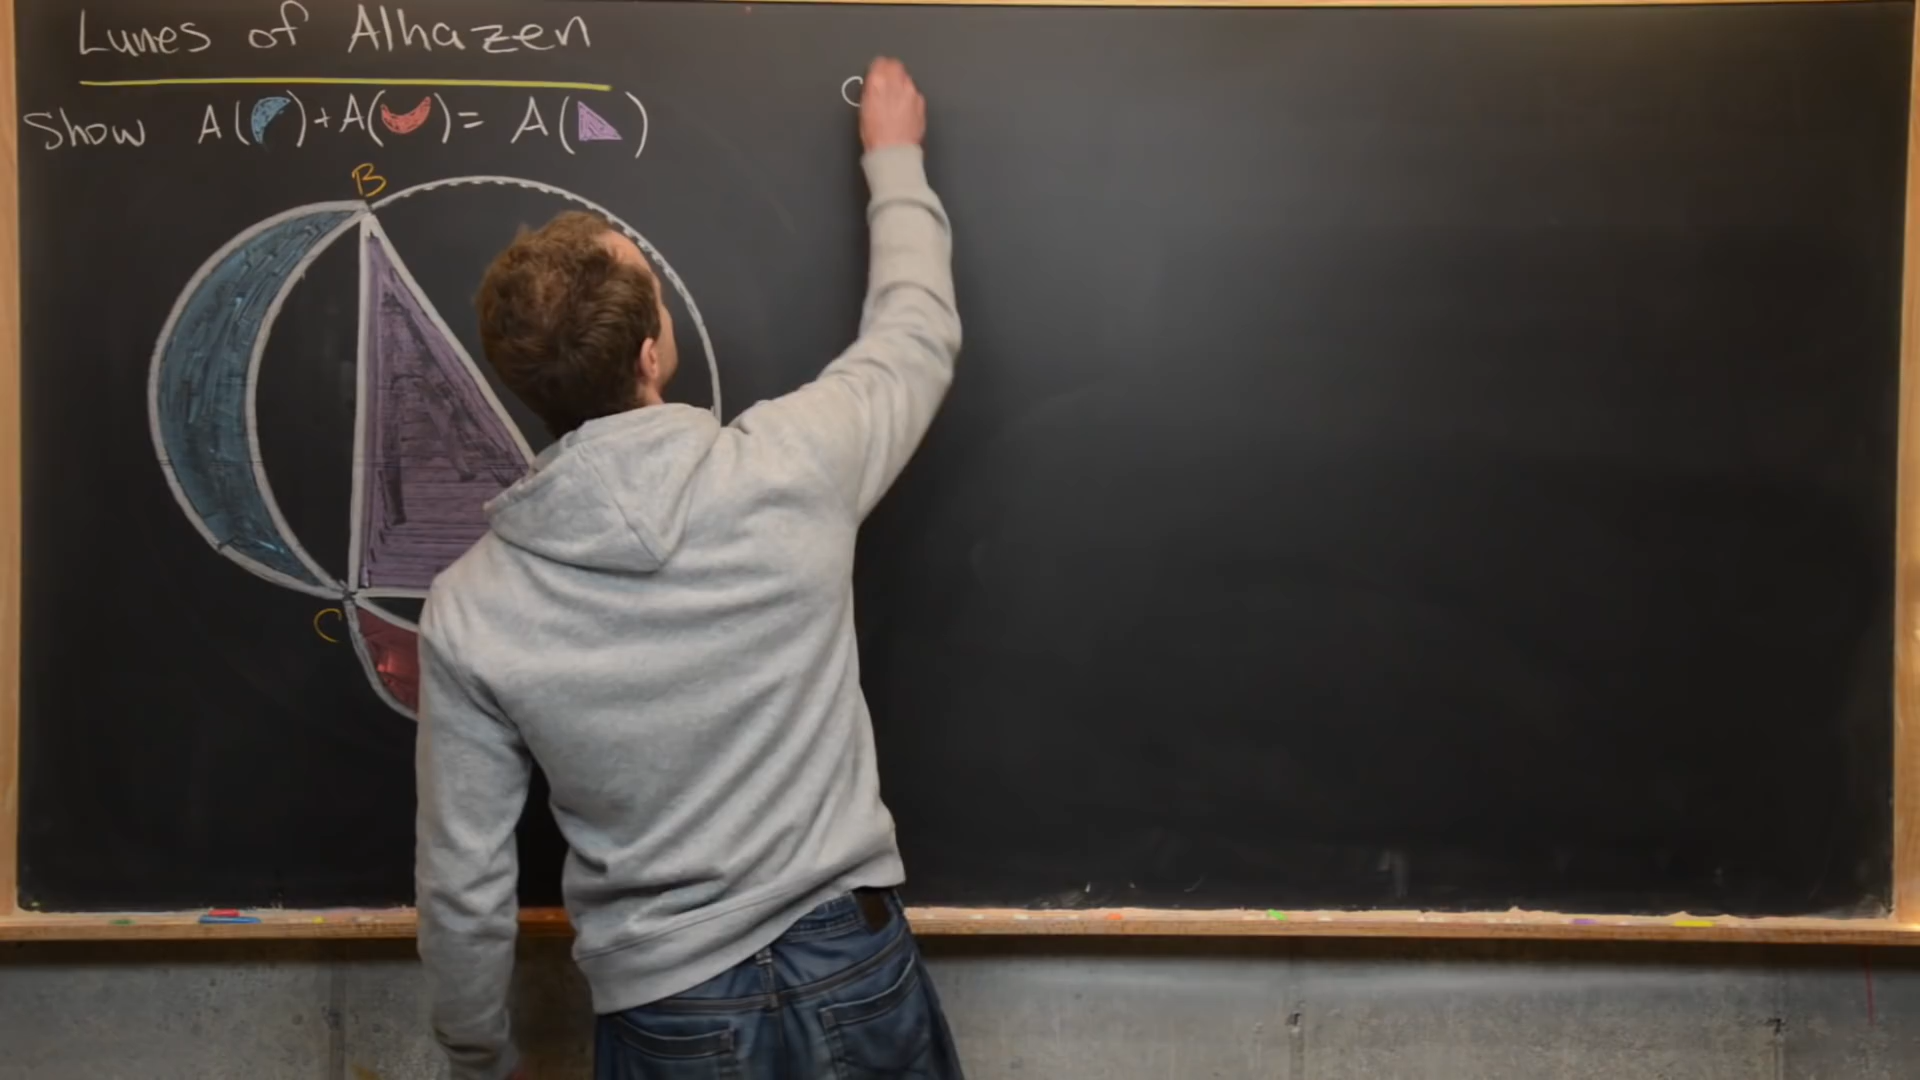 Lunes of Alhazen
Show A( )+A( )= A( )
B
C